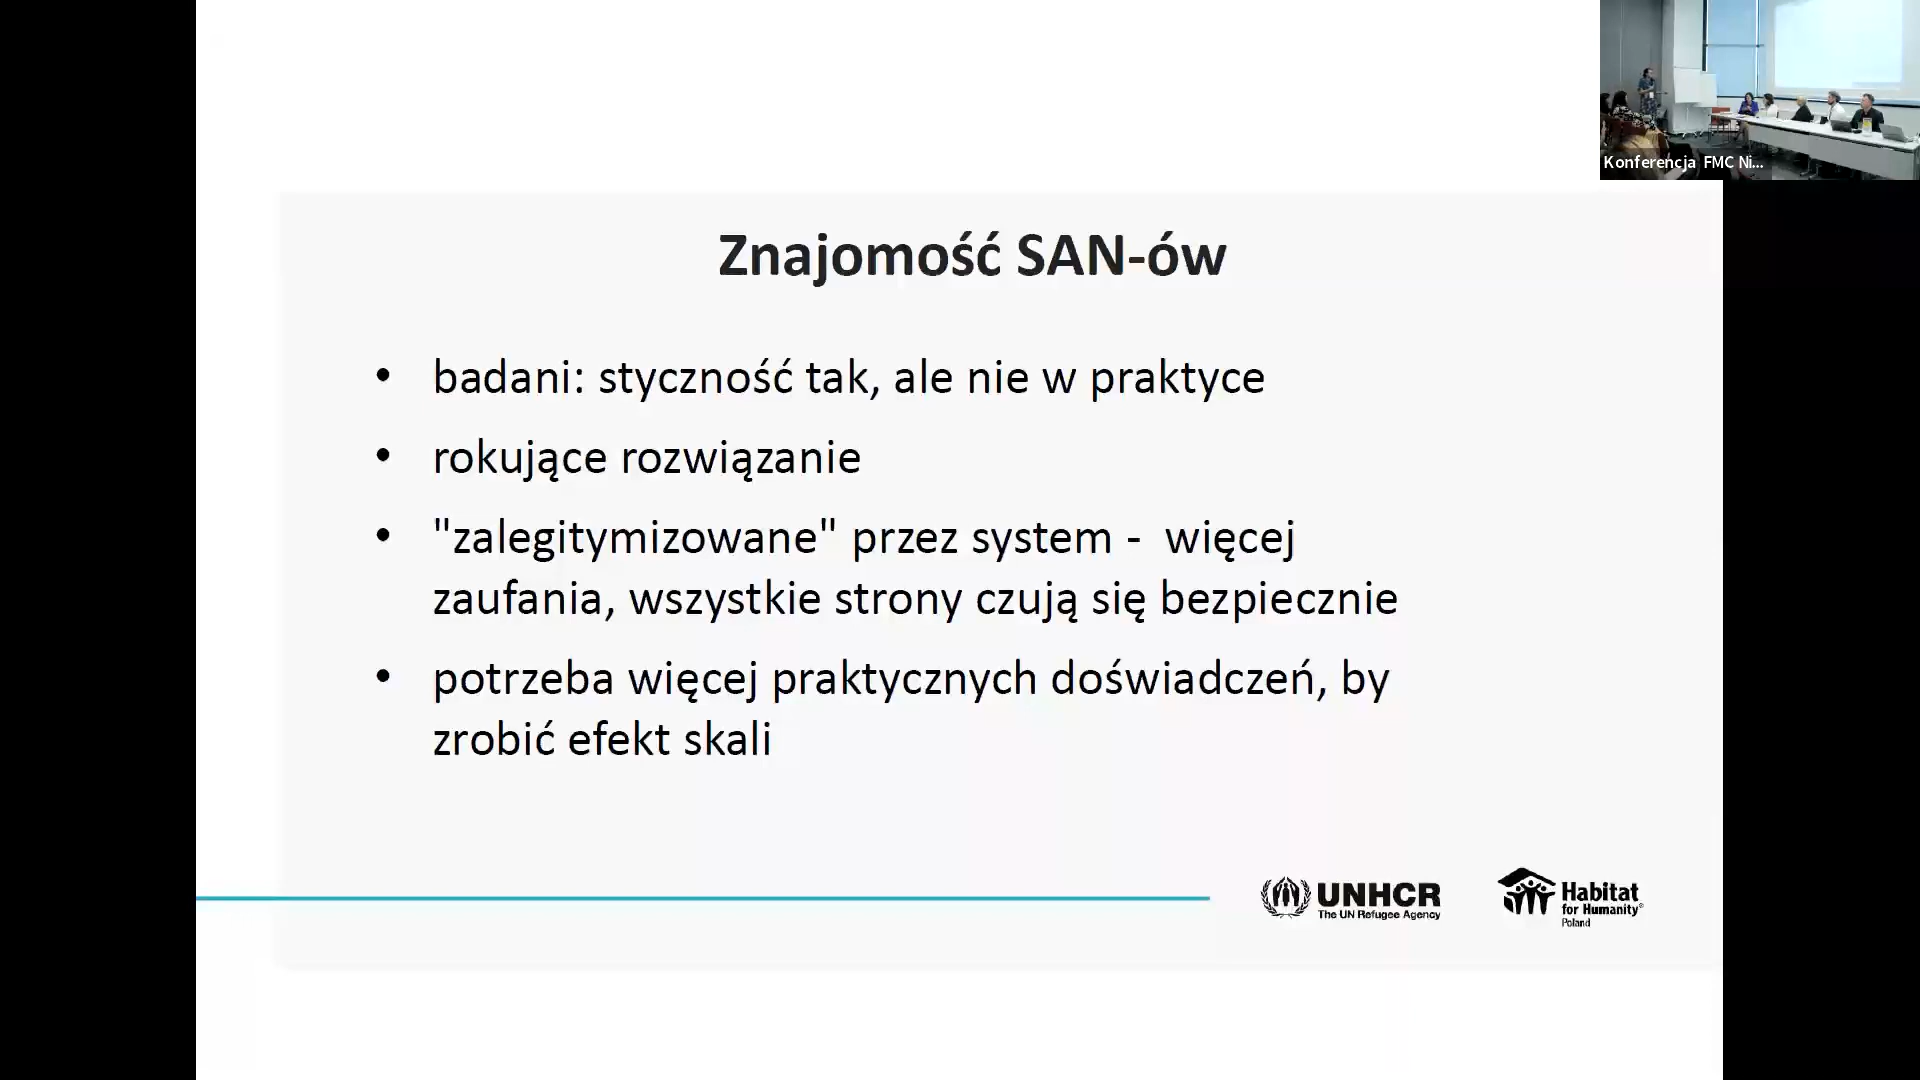 Konferencja FMC Ni...
Znajomość SAN-ów
• badani: styczność tak, ale nie w praktyce
• rokujące rozwiązanie
• "zalegitymizowane" przez system -  więcej
zaufania, wszystkie strony czują się bezpiecznie
• potrzeba więcej praktycznych doświadczeń, by
zrobić efekt skali
UNHCR
The UN Refugee Agency
Habitat
for Humanity®
Poland